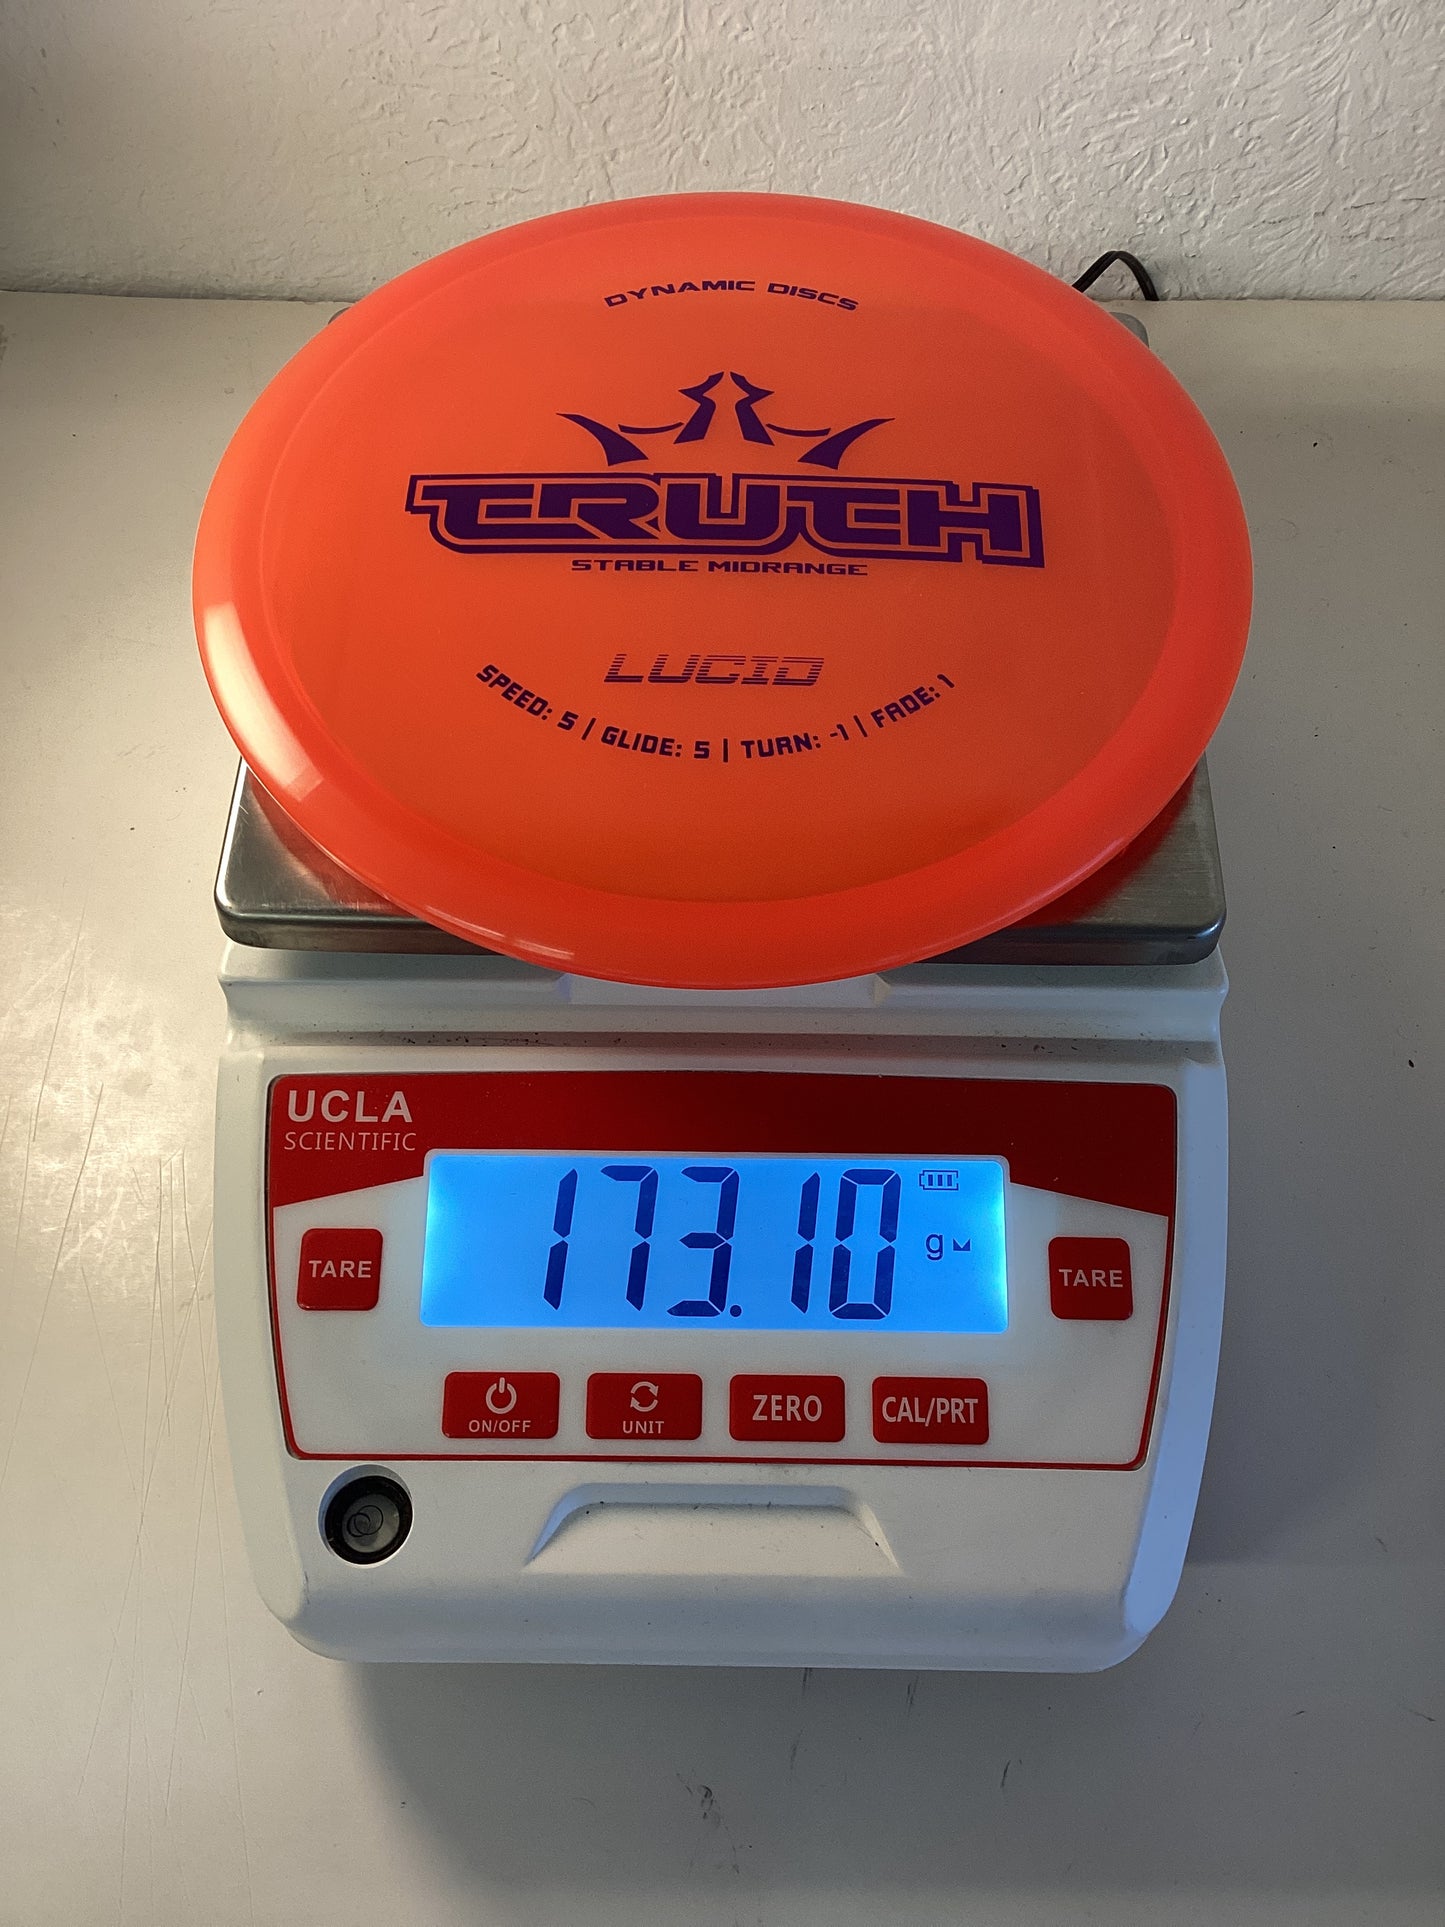 DYNAMIC DISCS
TRUTH
STABLE MIDRANGE
LUCID
SPEED: 5 | GLIDE: 5 | TURN: -1 | FADE: 1
UCLA
SCIENTIFIC
173.10
g
TARE
TARE
ON/OFF
UNIT
ZERO
CAL/PRT